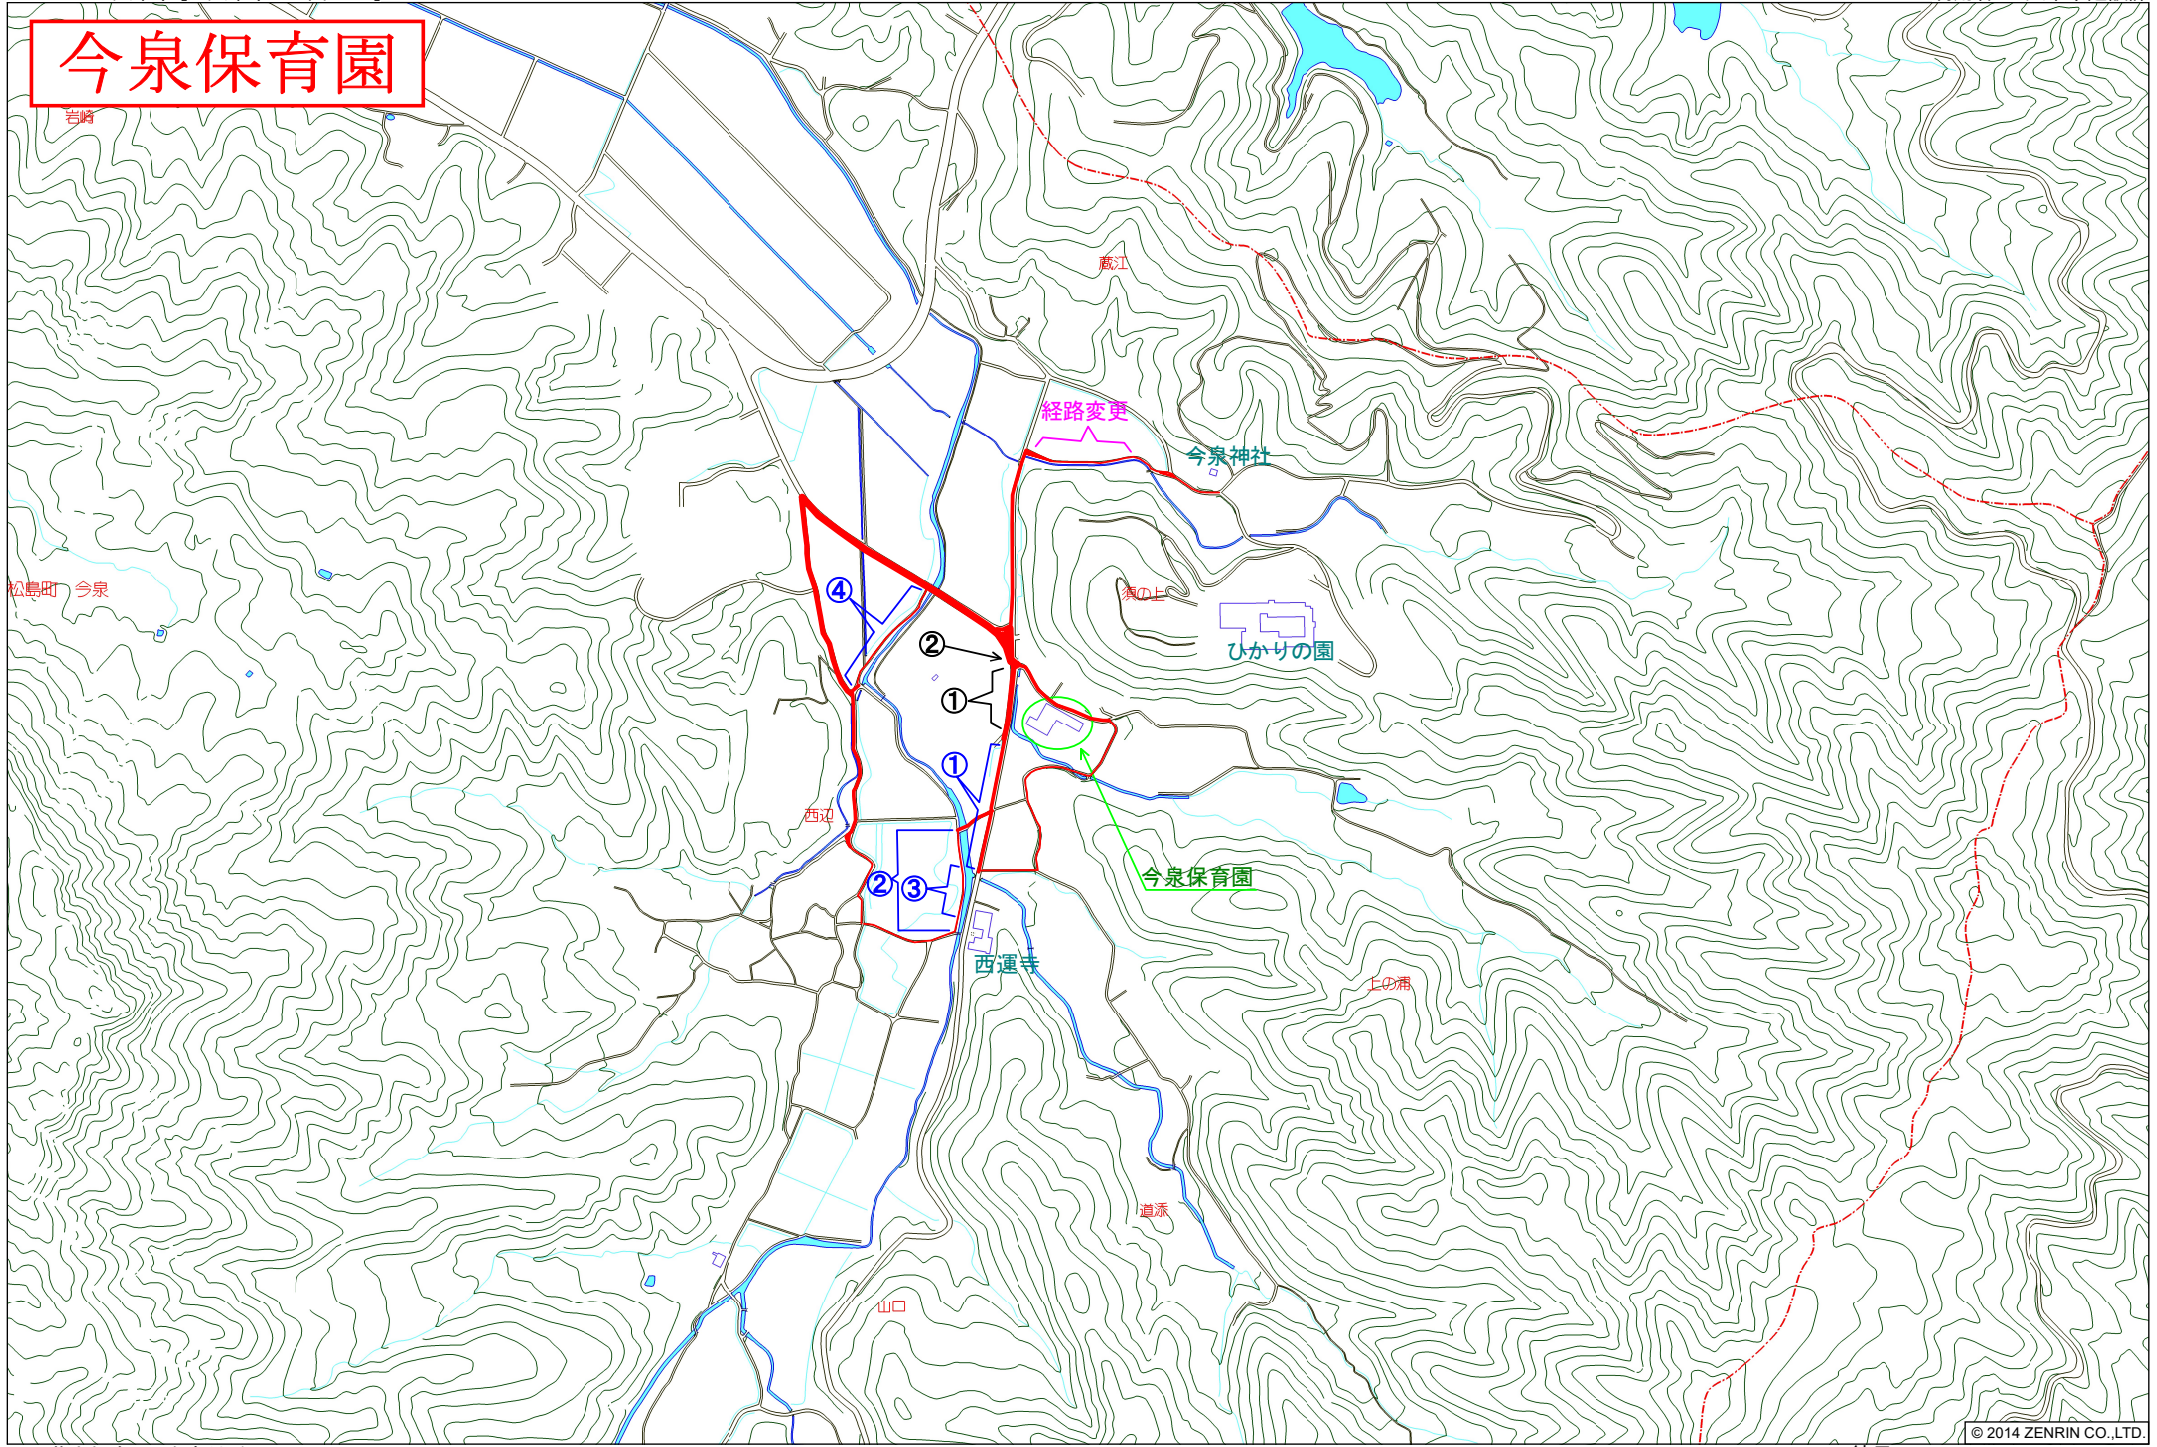 今泉保育園
岩崎
蔵江
経路変更
今泉神社
松島町 今泉
④
須の上
②
ひかりの園
①
①
西辺
②
③
今泉保育園
西運寺
上の浦
道添
山口
© 2014 ZENRIN CO.,LTD.